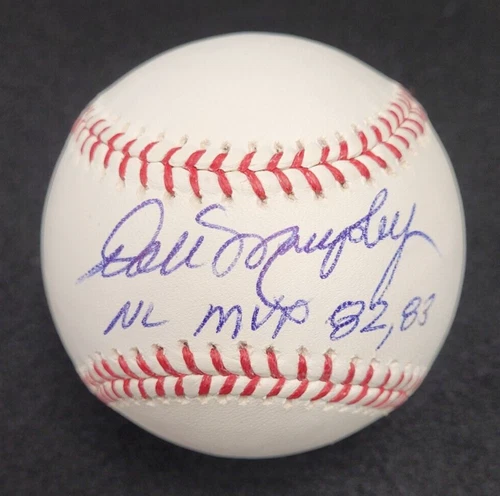 Dale Murphy
NL MVP 82, 83